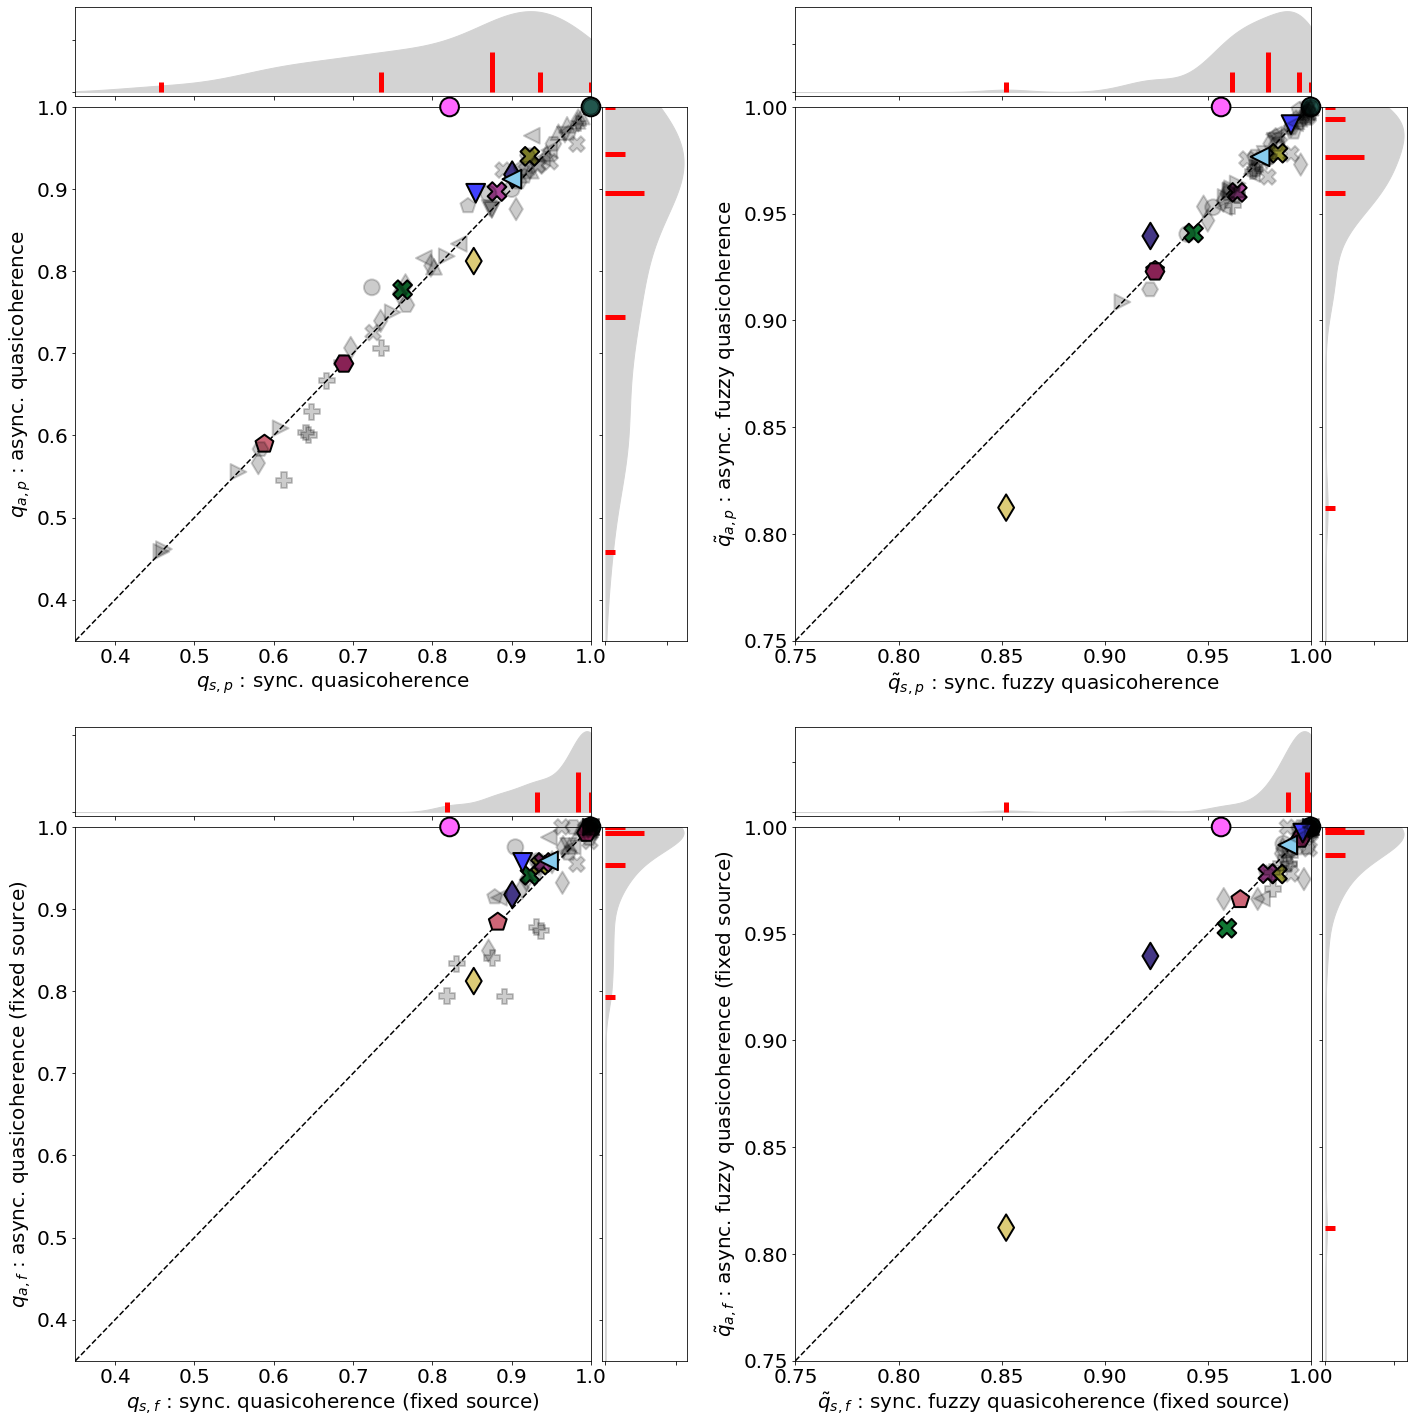 1.0
0.9
0.8
0.7
0.6
0.5
0.4
q_{a,p} : async. quasicoherence
0.4 0.5 0.6 0.7 0.8 0.9 1.0
q_{s,p} : sync. quasicoherence
1.00
0.95
0.90
0.85
0.80
0.75
q̃_{a,p} : async. fuzzy quasicoherence
0.75 0.80 0.85 0.90 0.95 1.00
q̃_{s,p} : sync. fuzzy quasicoherence
1.0
0.9
0.8
0.7
0.6
0.5
0.4
q_{a,f} : async. quasicoherence (fixed source)
0.4 0.5 0.6 0.7 0.8 0.9 1.0
q_{s,f} : sync. quasicoherence (fixed source)
1.00
0.95
0.90
0.85
0.80
0.75
q̃_{a,f} : async. fuzzy quasicoherence (fixed source)
0.75 0.80 0.85 0.90 0.95 1.00
q̃_{s,f} : sync. fuzzy quasicoherence (fixed source)